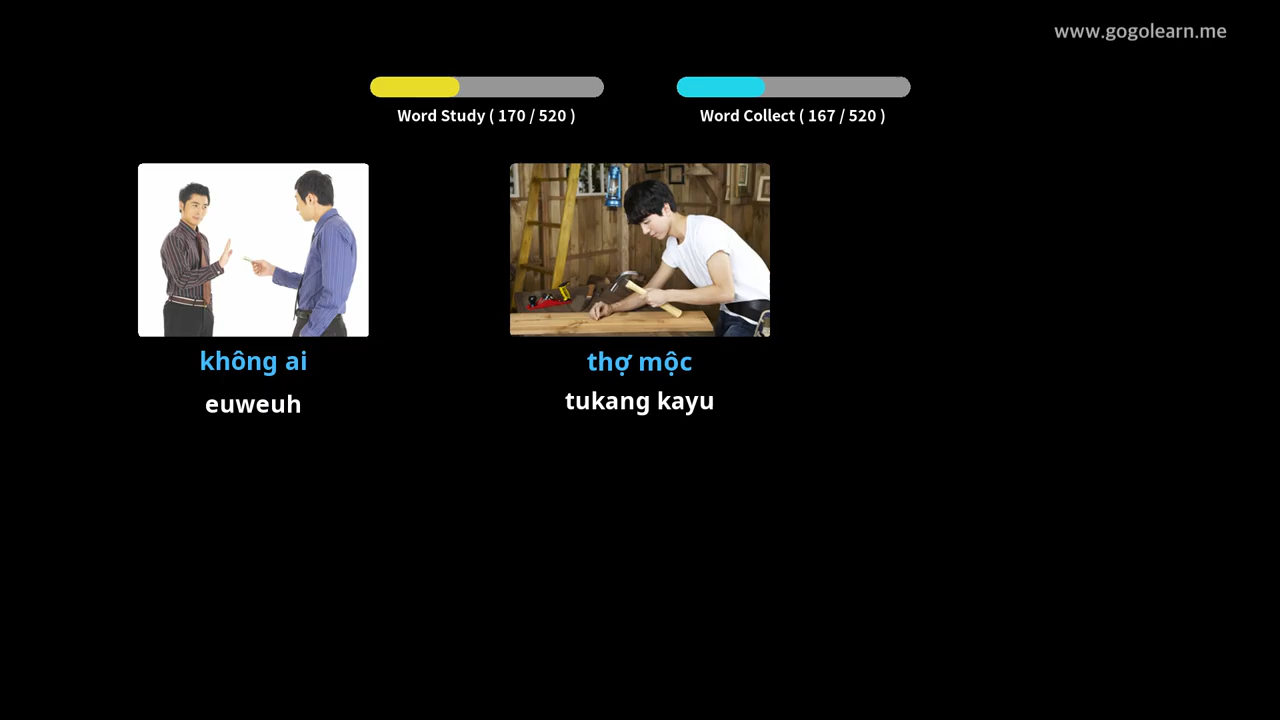 www.gogolearn.me
Word Study ( 170 / 520 )
Word Collect ( 167 / 520 )
không ai
euweuh
thợ mộc
tukang kayu